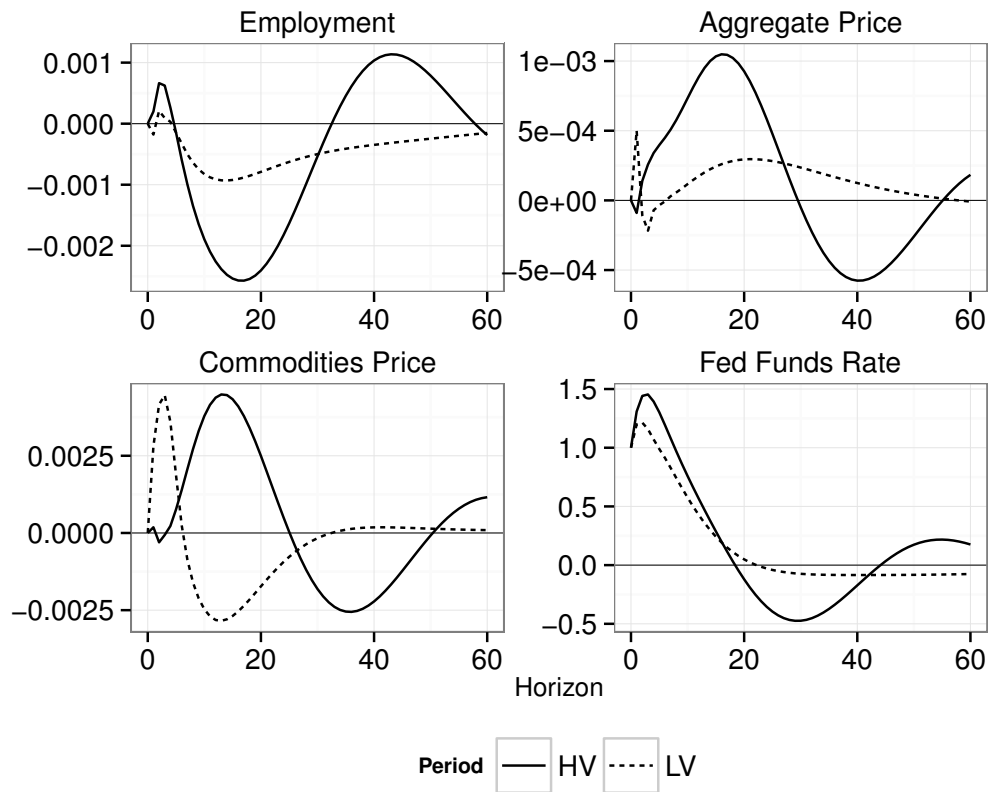 Employment
Aggregate Price
0.001
0.000
−0.001
−0.002
1e−03
5e−04
0e+00
−5e−04
0 20 40 60
0 20 40 60
Commodities Price
Fed Funds Rate
0.0025
0.0000
−0.0025
1.5
1.0
0.5
0.0
−0.5
0 20 40 60
0 20 40 60
Horizon
Period HV LV